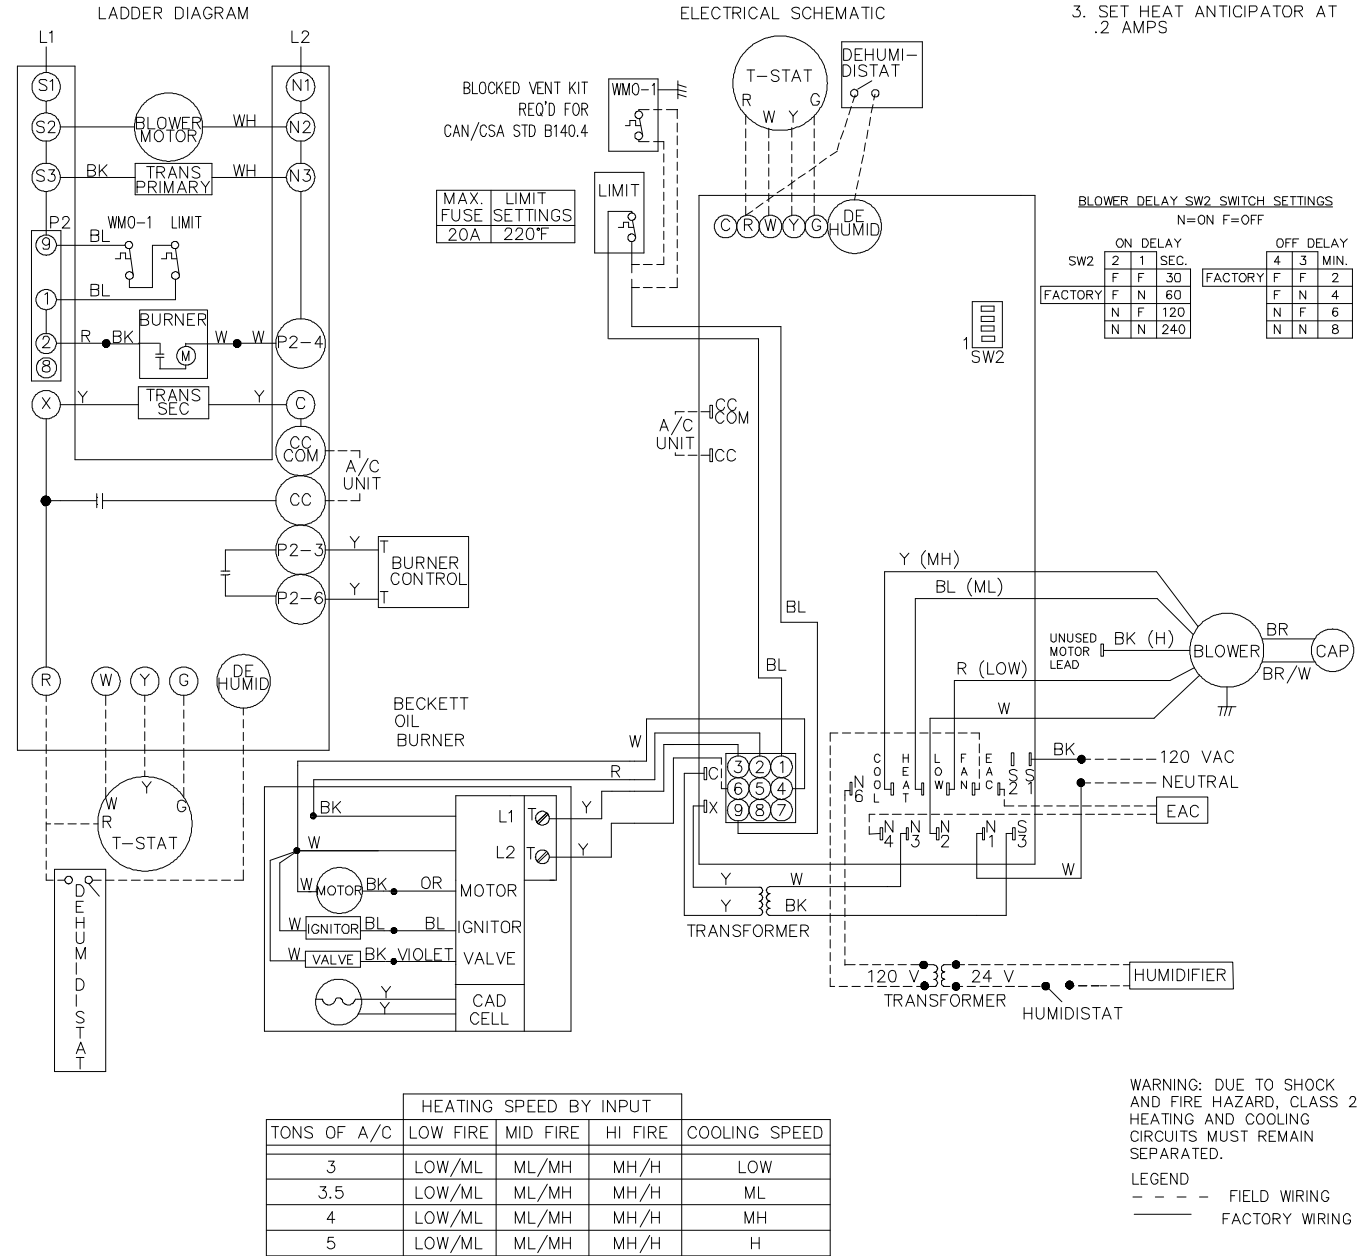 LADDER DIAGRAM
L1
L2
S1
N1
S2
BLOWER
MOTOR
WH
N2
S3
BK
TRANS
PRIMARY
WH
N3
P2
WMO-1
LIMIT
9
BL
1
BL
BURNER
2
R
BK
M
W
W
P2-4
8
X
Y
TRANS
SEC
Y
C
CC
COM
A/C
UNIT
CC
P2-3
Y
T
BURNER
CONTROL
P2-6
Y
T
R
W
Y
G
DE
HUMID
W
Y
G
R
T-STAT
DEHUMIDISTAT
ELECTRICAL SCHEMATIC
3. SET HEAT ANTICIPATOR AT
.2 AMPS
BLOCKED VENT KIT
REQ'D FOR
CAN/CSA STD B140.4
WMO-1
T-STAT
R
W
Y
G
DEHUMI-
DISTAT
MAX. FUSE
LIMIT SETTINGS
20A
220°F
LIMIT
C
R
W
Y
G
DE
HUMID
BLOWER DELAY SW2 SWITCH SETTINGS
N=ON F=OFF
ON DELAY
SW2 2 1 SEC.
F F 30
FACTORY F N 60
N F 120
N N 240
OFF DELAY
4 3 MIN.
FACTORY F F 2
F N 4
N F 6
N N 8
1
SW2
CC
COM
A/C
UNIT
CC
Y (MH)
BL (ML)
UNUSED
MOTOR
LEAD
BK (H)
BLOWER
BR
CAP
BR/W
R (LOW)
W
BL
BL
BECKETT
OIL
BURNER
W
R
C
3
2
1
6
5
4
X
9
8
7
N6
COOL
HEAT
LOW
FAN
EAC
S2
S1
BK
120 VAC
NEUTRAL
EAC
N4
N3
N2
N1
S3
W
BK
L1
T
Y
W
L2
T
Y
W
MOTOR
BK
OR
MOTOR
W
IGNITOR
BL
BL
IGNITOR
W
VALVE
BK
VIOLET
VALVE
Y
Y
CAD
CELL
Y
W
Y
BK
TRANSFORMER
120 V
24 V
TRANSFORMER
HUMIDISTAT
HUMIDIFIER
HEATING SPEED BY INPUT
TONS OF A/C LOW FIRE MID FIRE HI FIRE COOLING SPEED
3 LOW/ML ML/MH MH/H LOW
3.5 LOW/ML ML/MH MH/H ML
4 LOW/ML ML/MH MH/H MH
5 LOW/ML ML/MH MH/H H
WARNING: DUE TO SHOCK
AND FIRE HAZARD, CLASS 2
HEATING AND COOLING
CIRCUITS MUST REMAIN
SEPARATED.
LEGEND
FIELD WIRING
FACTORY WIRING